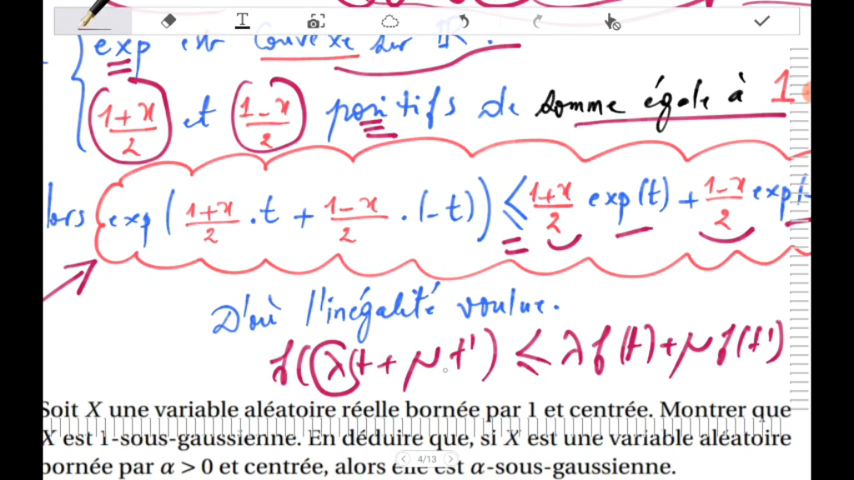 exp est convexe sur ℝ.
1+x/2 et 1-x/2 positifs de somme égale à 1
lors exp(1+x/2 . t + 1-x/2 . (-t)) ≤ 1+x/2 exp(t) + 1-x/2 exp(-
D'où l'inégalité voulue.
f(λt + μt') ≤ λf(t) + μf(t')
Soit X une variable aléatoire réelle bornée par 1 et centrée. Montrer que
X est 1-sous-gaussienne. En déduire que, si X est une variable aléatoire
bornée par α > 0 et centrée, alors elle est α-sous-gaussienne.
4/13